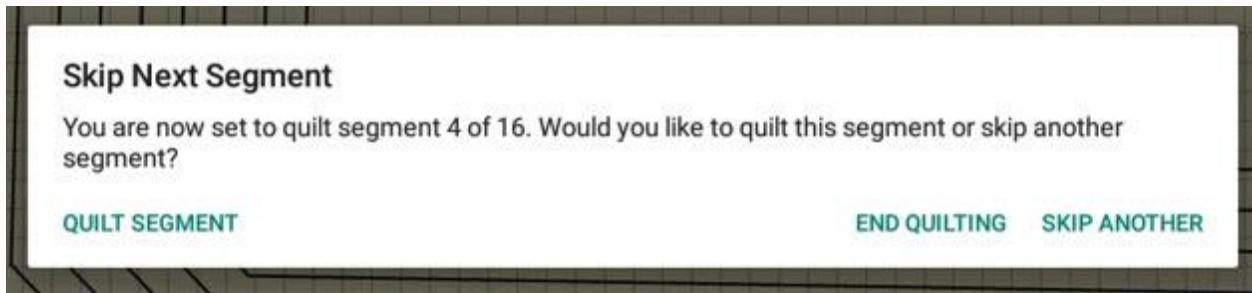 Skip Next Segment
You are now set to quilt segment 4 of 16. Would you like to quilt this segment or skip another
segment?
QUILT SEGMENT
END QUILTING
SKIP ANOTHER